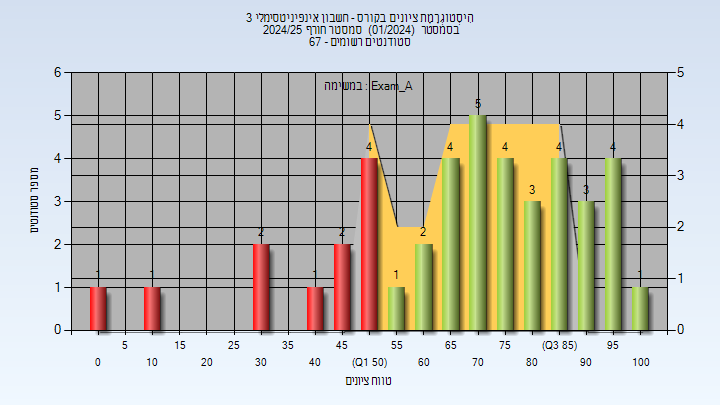 היסטוגרמת ציונים בקורס - חשבון אינפיניטסימלי 3
בסמסטר (01/2024) סמסטר חורף 2024/25
סטודנטים רשומים - 67
במשימה : Exam_A
6 5 4 3 2 1 0
מספר סטודנטים
5 4 3 2 1 0
1 1 2 1 2 4 1 2 4 5 4 3 4 3 4 1
5 15 20 25 35 45 55 65 75 (Q3 85) 95
0 10 30 40 (Q1 50) 60 70 80 90 100
טווח ציונים